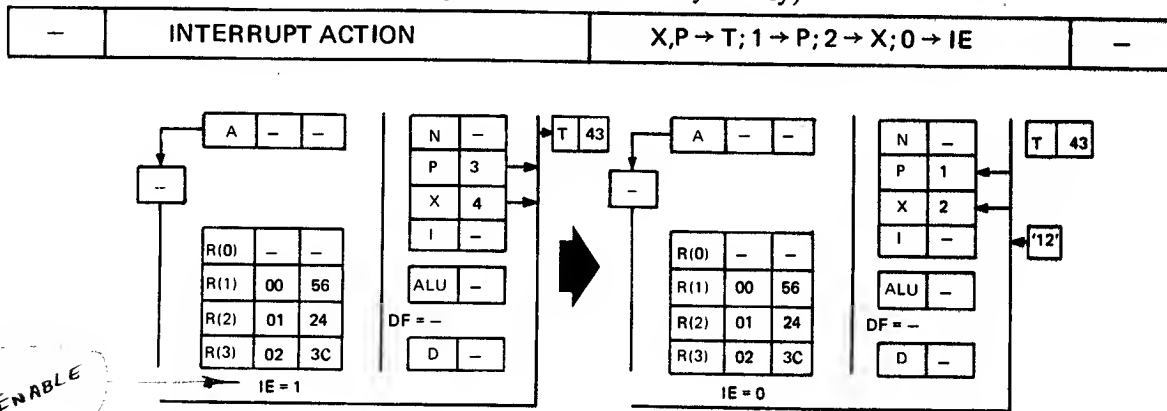 – INTERRUPT ACTION X,P → T; 1 → P; 2 → X; 0 → IE –
A – –
–
N –
P 3
X 4
I –
T 43
R(0) – –
R(1) 00 56
R(2) 01 24
R(3) 02 3C
ALU –
DF = –
D –
IE = 1
ENABLE
A – –
–
N –
P 1
X 2
I –
T 43
'12'
R(0) – –
R(1) 00 56
R(2) 01 24
R(3) 02 3C
ALU –
DF = –
D –
IE = 0